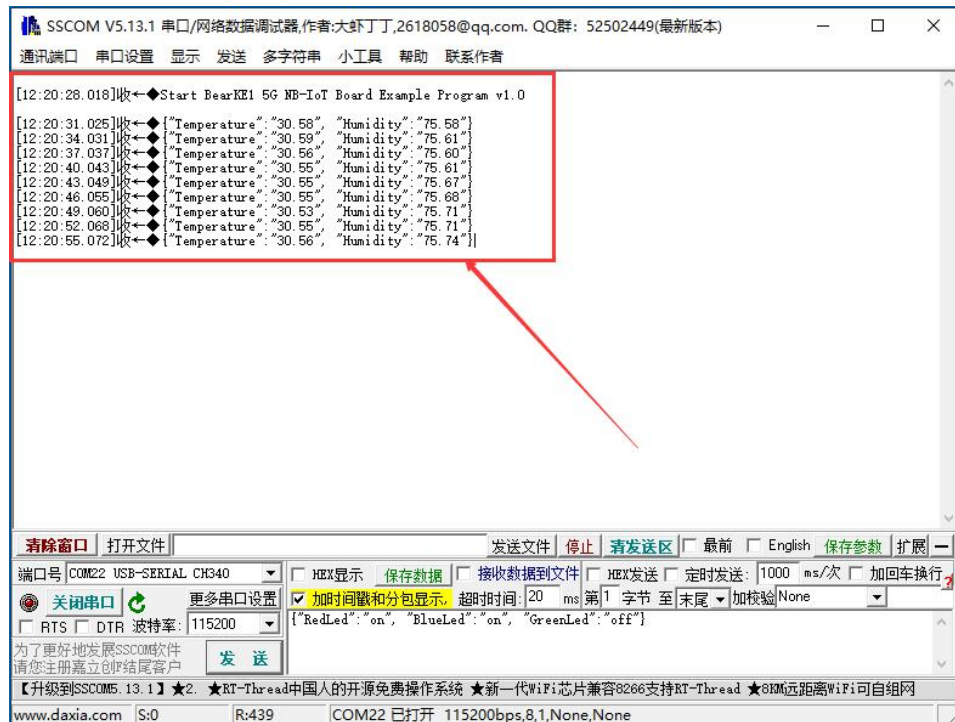 SSCOM V5.13.1 串口/网络数据调试器,作者:大虾丁丁,2618058@qq.com. QQ群: 52502449(最新版本)
通讯端口 串口设置 显示 发送 多字符串 小工具 帮助 联系作者
[12:20:28.018]收←◆Start BearKE1 5G NB-IoT Board Example Program v1.0
[12:20:31.025]收←◆{"Temperature":"30.58", "Humidity":"75.58"}
[12:20:34.031]收←◆{"Temperature":"30.59", "Humidity":"75.61"}
[12:20:37.037]收←◆{"Temperature":"30.56", "Humidity":"75.60"}
[12:20:40.043]收←◆{"Temperature":"30.55", "Humidity":"75.61"}
[12:20:43.049]收←◆{"Temperature":"30.55", "Humidity":"75.67"}
[12:20:46.055]收←◆{"Temperature":"30.55", "Humidity":"75.68"}
[12:20:49.060]收←◆{"Temperature":"30.53", "Humidity":"75.71"}
[12:20:52.068]收←◆{"Temperature":"30.55", "Humidity":"75.71"}
[12:20:55.072]收←◆{"Temperature":"30.56", "Humidity":"75.74"}
清除窗口 打开文件 发送文件 停止 清发送区 最前 English 保存参数 扩展 —
端口号 COM22 USB-SERIAL CH340 HEX显示 保存数据 接收数据到文件 HEX发送 定时发送: 1000 ms/次 加回车换行 ?
关闭串口 更多串口设置 加时间戳和分包显示, 超时时间: 20 ms 第 1 字节 至 末尾 加校验 None
RTS DTR 波特率: 115200 {"RedLed":"on", "BlueLed":"on", "GreenLed":"off"}
为了更好地发展SSCOM软件
请您注册嘉立创F结尾客户 发 送
【升级到SSCOM5.13.1】★2. ★RT-Thread中国人的开源免费操作系统 ★新一代WiFi芯片兼容8266支持RT-Thread ★8KM远距离WiFi可自组网
www.daxia.com S:0 R:439 COM22 已打开 115200bps,8,1,None,None